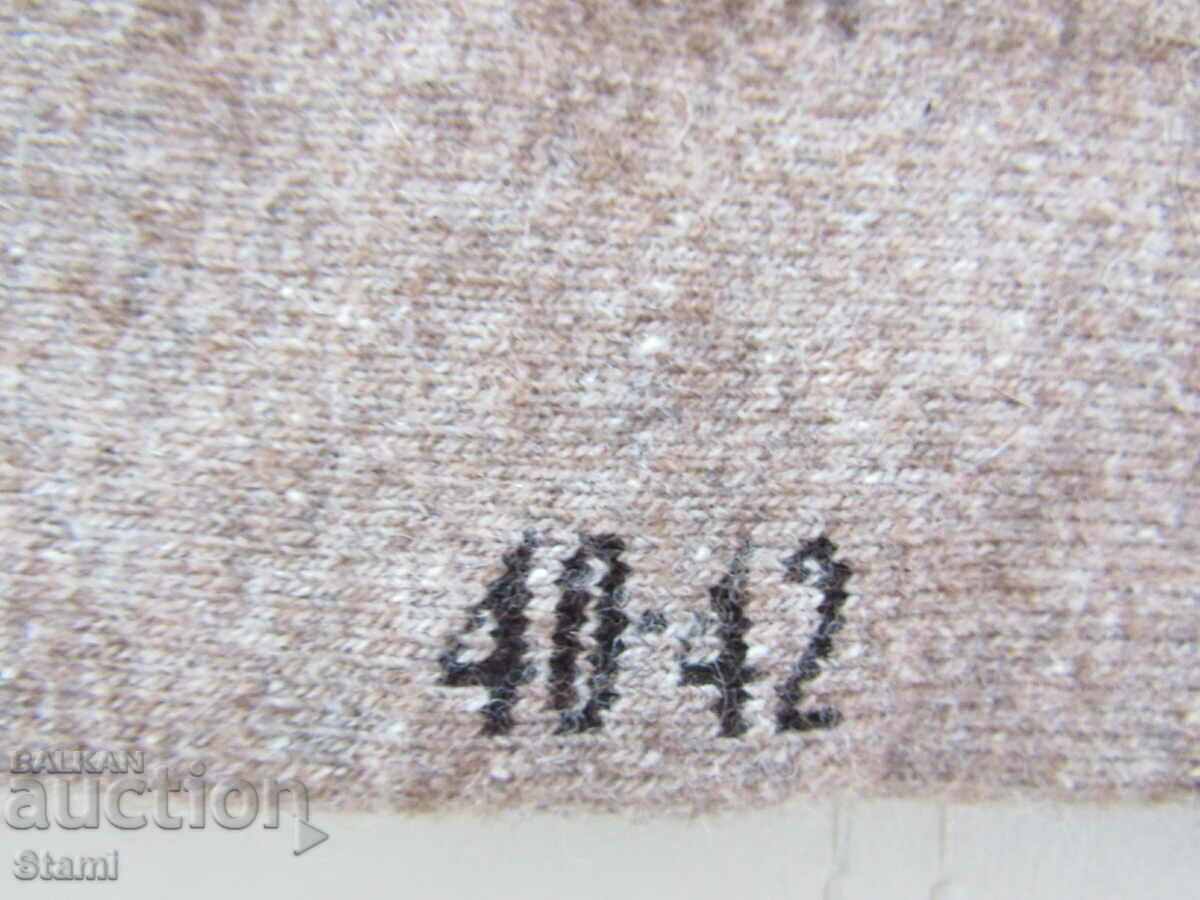 40-42
BALKAN
auction
Stami